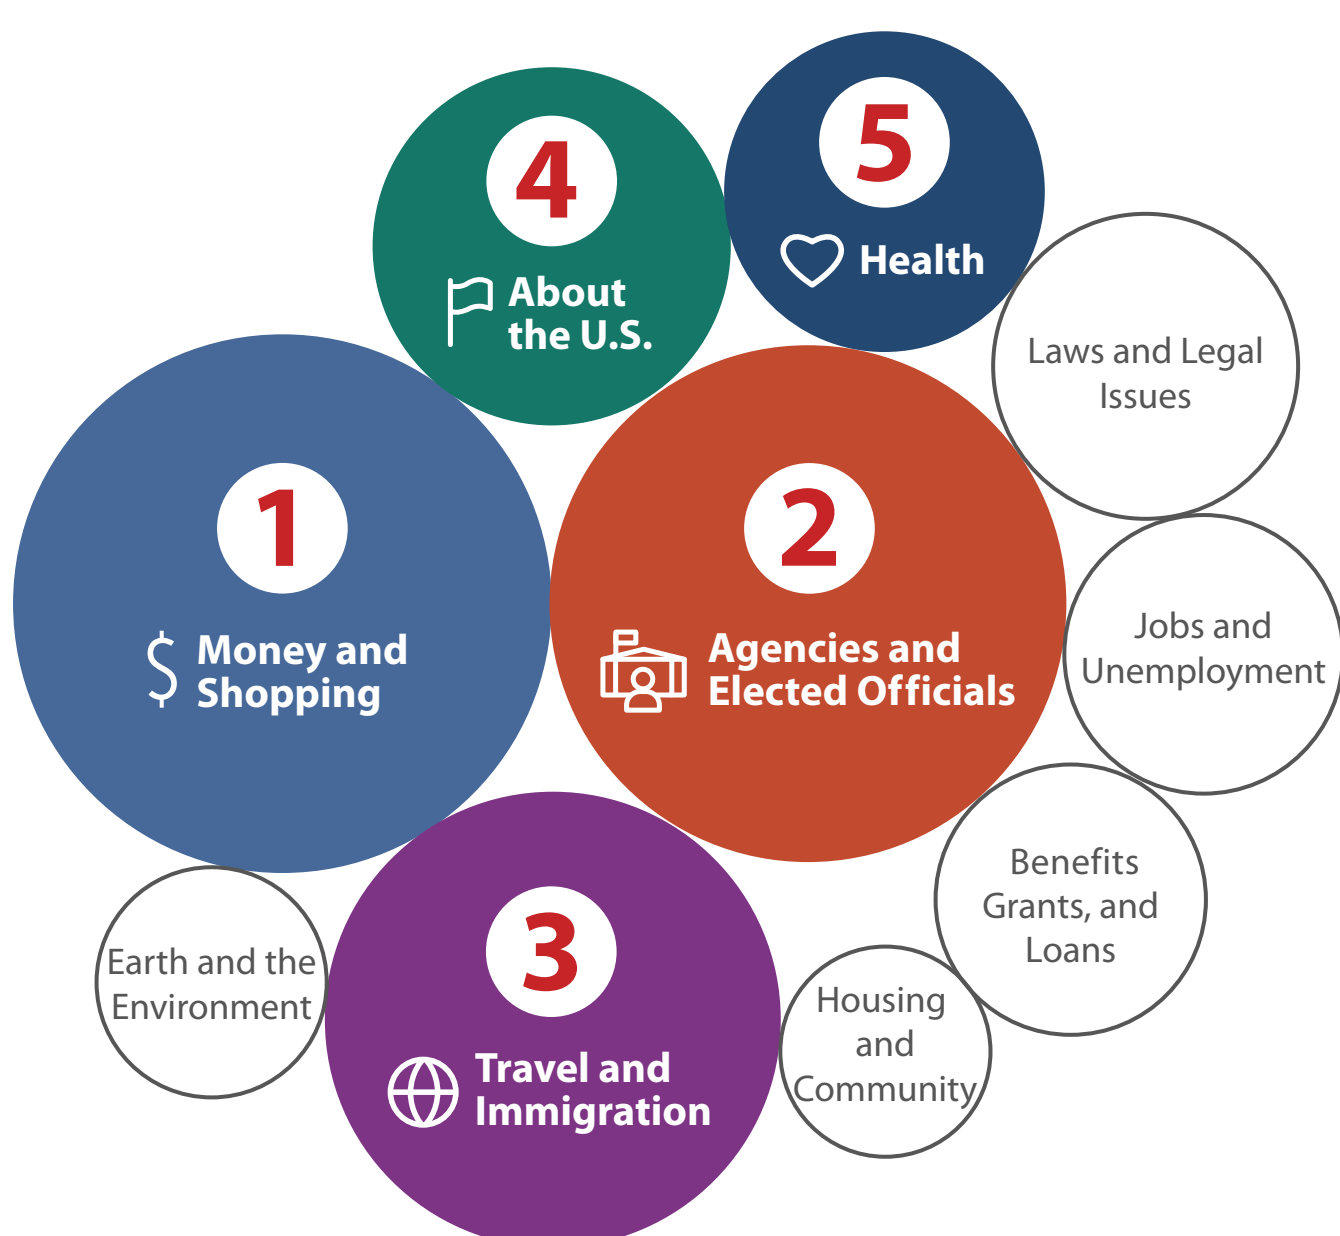 4
About
the U.S.
5
Health
Laws and Legal
Issues
1
Money and
Shopping
2
Agencies and
Elected Officials
Jobs and
Unemployment
Benefits
Grants, and
Loans
3
Travel and
Immigration
Earth and the
Environment
Housing
and
Community